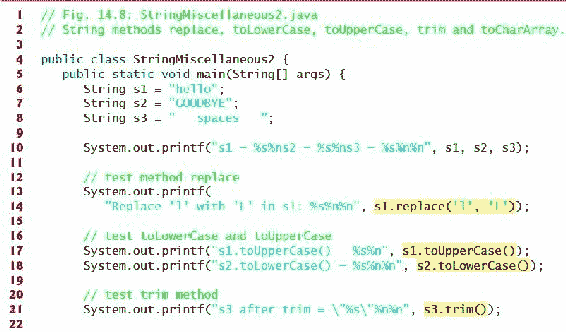 1 // Fig. 14.8: StringMiscellaneous2.java
2 // String methods replace, toLowerCase, toUpperCase, trim and toCharArray.
3
4 public class StringMiscellaneous2 {
5 public static void main(String[] args) {
6 String s1 = "hello";
7 String s2 = "GOODBYE";
8 String s3 = "   spaces   ";
9
10 System.out.printf("s1 = %s%ns2 = %s%ns3 = %s%n%n", s1, s2, s3);
11
12 // test method replace
13 System.out.printf(
14 "Replace 'l' with 'L' in s1: %s%n%n", s1.replace('l', 'L'));
15
16 // test toLowerCase and toUpperCase
17 System.out.printf("s1.toUpperCase() = %s%n", s1.toUpperCase());
18 System.out.printf("s2.toLowerCase() = %s%n%n", s2.toLowerCase());
19
20 // test trim method
21 System.out.printf("s3 after trim = \"%s\"%n%n", s3.trim());
22